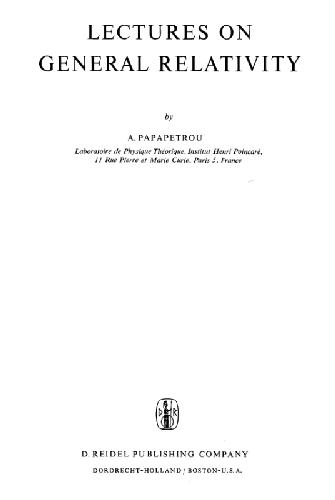 LECTURES ON
GENERAL RELATIVITY
by
A. PAPAPETROU
Laboratoire de Physique Théorique, Institut Henri Poincaré,
11 Rue Pierre et Marie Curie, Paris 5, France
D R
D. REIDEL PUBLISHING COMPANY
DORDRECHT-HOLLAND / BOSTON-U.S.A.